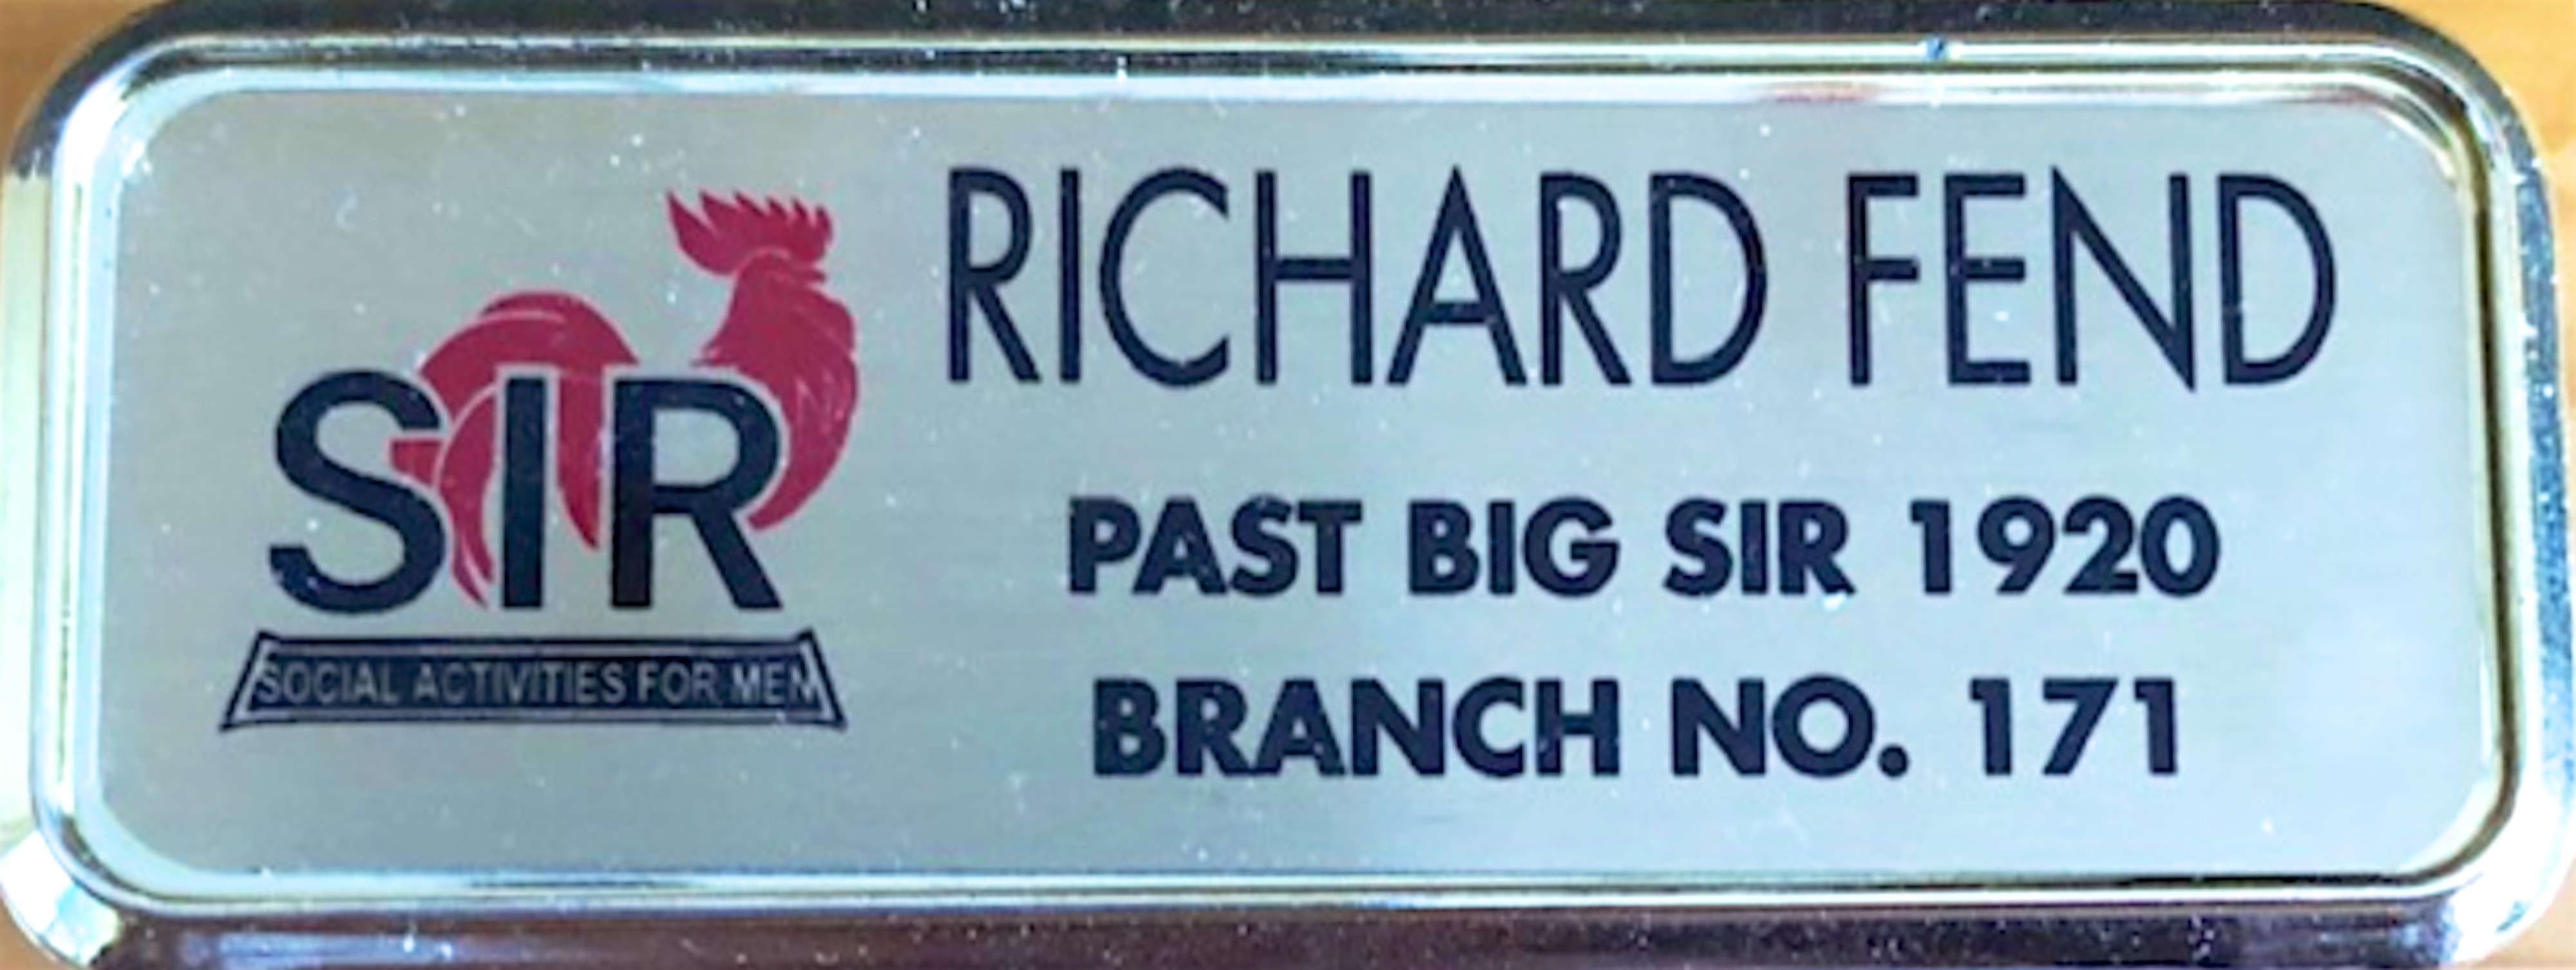 RICHARD FEND
SIR
SOCIAL ACTIVITIES FOR MEN
PAST BIG SIR 1920
BRANCH NO. 171